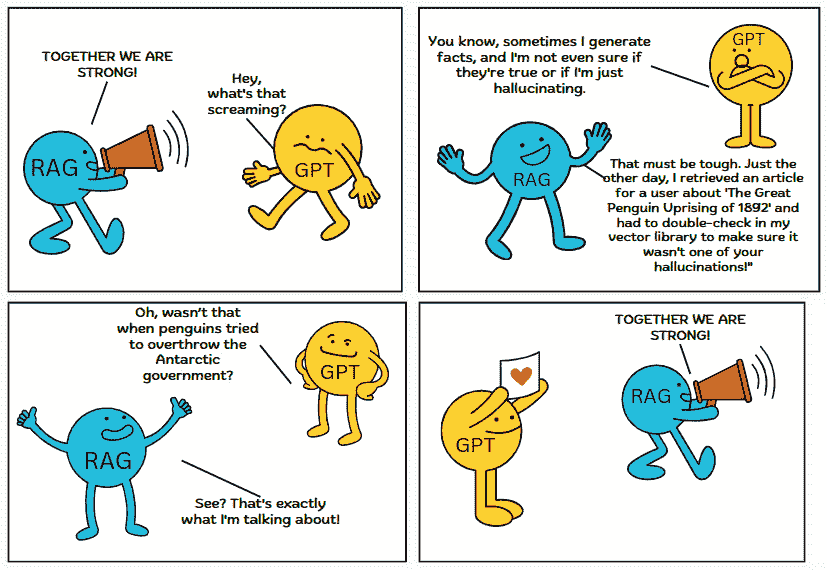 TOGETHER WE ARE
STRONG!
Hey,
what's that
screaming?
RAG
GPT
You know, sometimes I generate
facts, and I'm not even sure if
they're true or if I'm just
hallucinating.
GPT
RAG
That must be tough. Just the
other day, I retrieved an article
for a user about 'The Great
Penguin Uprising of 1892' and
had to double-check in my
vector library to make sure it
wasn't one of your
hallucinations!"
Oh, wasn't that
when penguins tried
to overthrow the
Antarctic
government?
GPT
RAG
See? That's exactly
what I'm talking about!
TOGETHER WE ARE
STRONG!
RAG
GPT